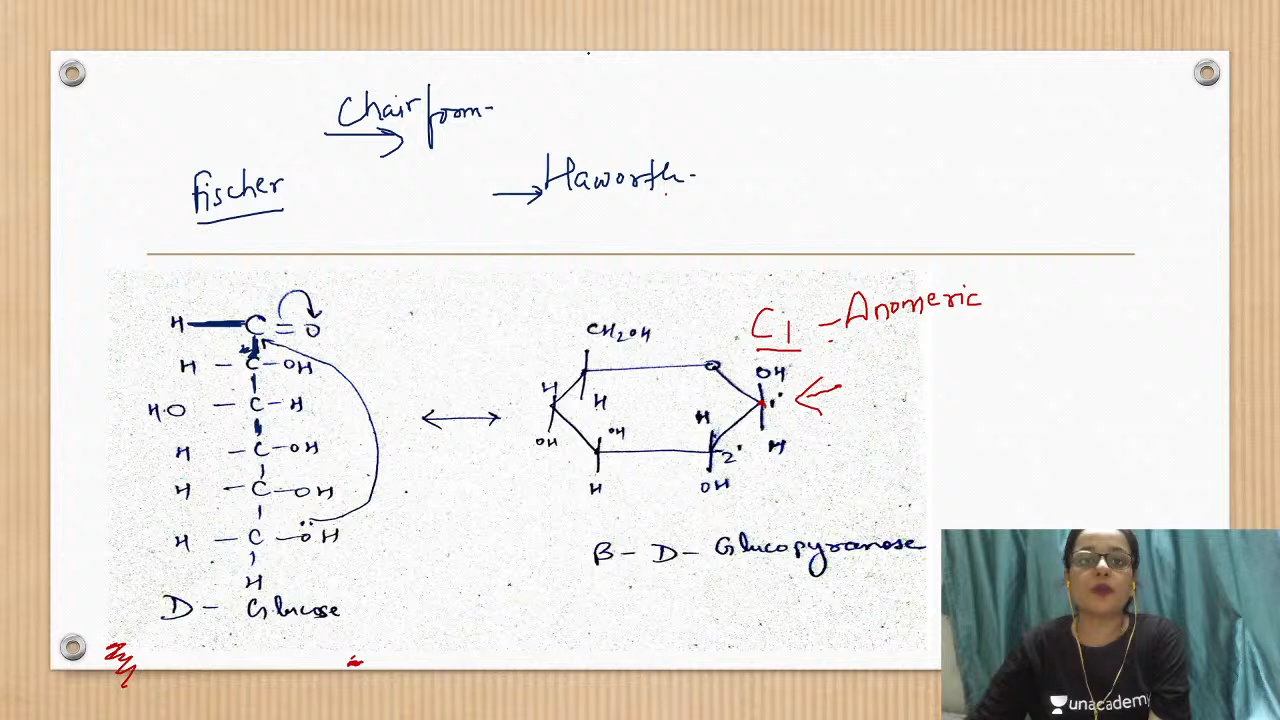 Chair form-
Fischer
→ Haworth-
C1 - Anomeric
H — C = O
H - C - OH
HO - C - H
H - C - OH
H - C - OH
H - C - ÖH
H
D - Glucose
CH2OH
O
OH
1
H
H
H
OH
OH
H
2
H
OH
B - D - Glucopyranose
unacademy